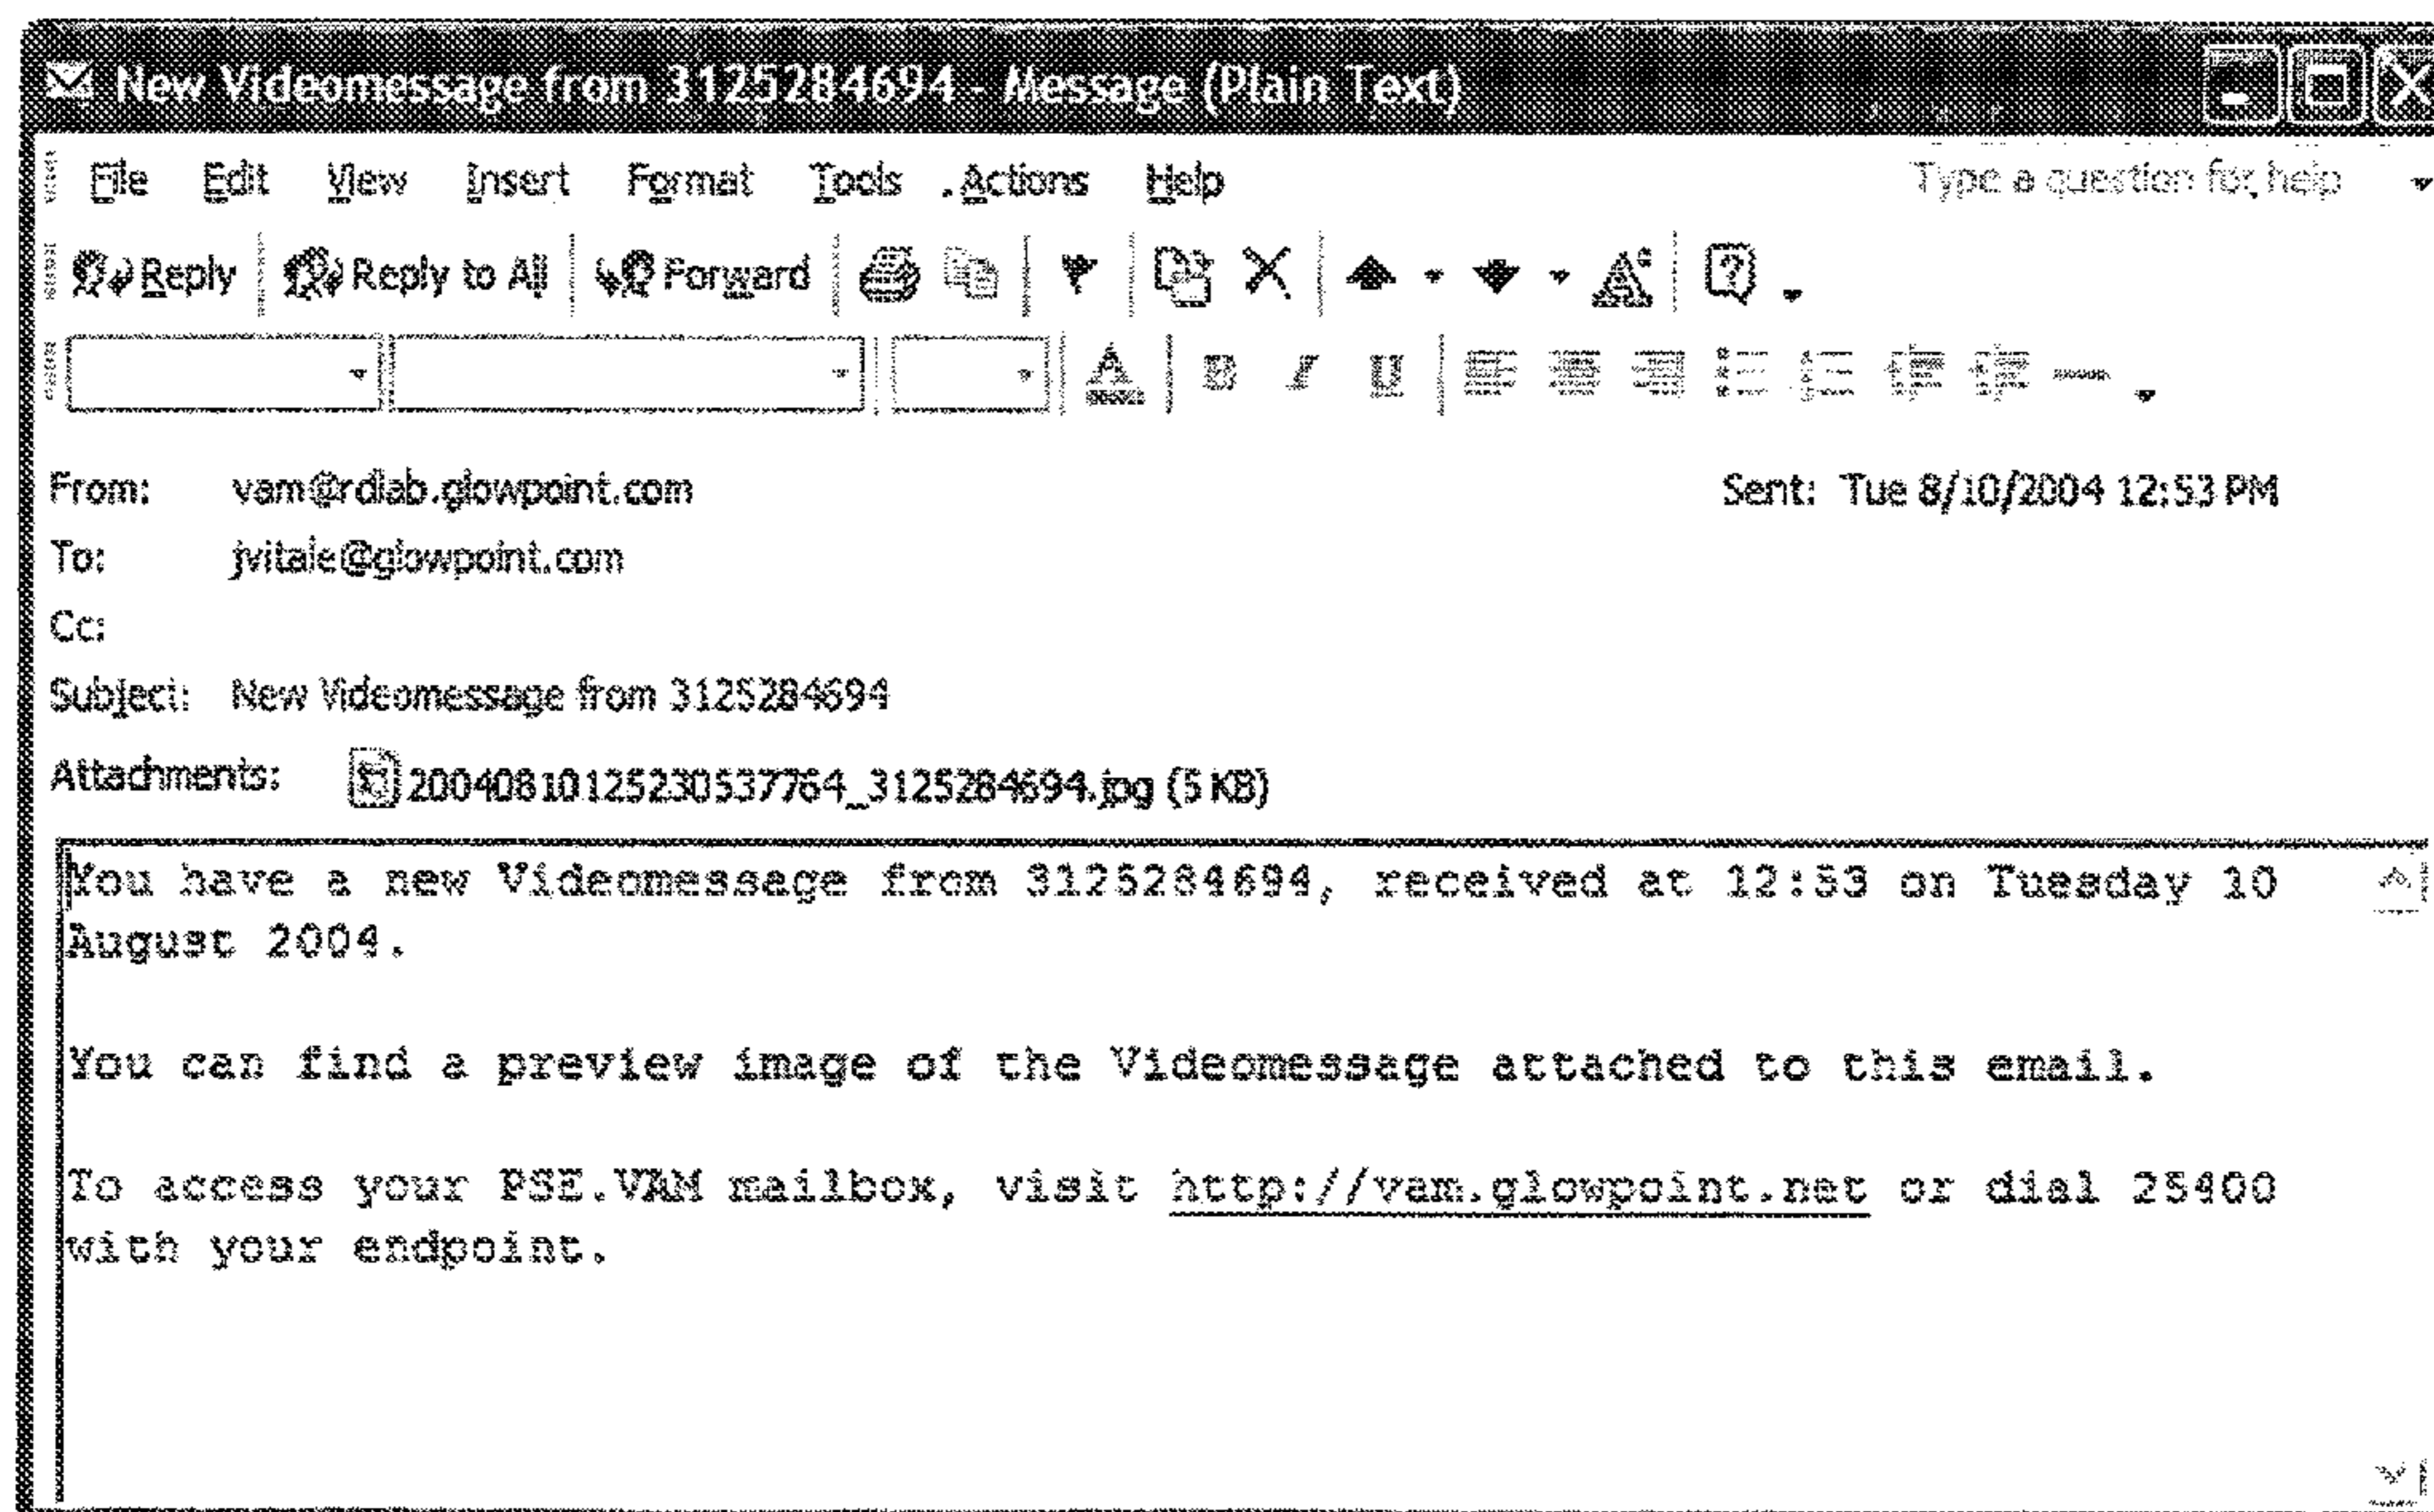 New Videomessage from 3125284694 - Message (Plain Text)
File Edit View Insert Format Tools Actions Help Type a question for help
Reply Reply to All Forward
A B I U
From: vam@rdlab.glowpoint.com Sent: Tue 8/10/2004 12:53 PM
To: jvitale@glowpoint.com
Cc:
Subject: New Videomessage from 3125284694
Attachments: 20040810125230537764_3125284694.jpg (5 KB)
You have a new Videomessage from 3125284694, received at 12:53 on Tuesday 10
August 2004.
You can find a preview image of the Videomessage attached to this email.
To access your PSE.VAM mailbox, visit http://vam.glowpoint.net or dial 25400
with your endpoint.